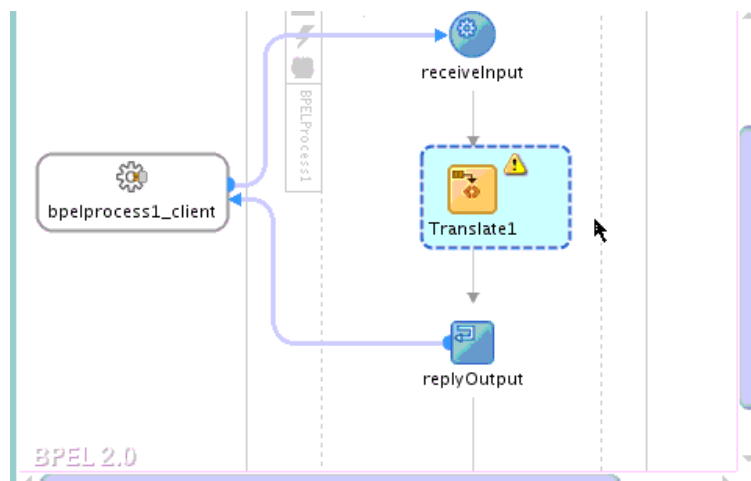 receiveInput
BPELProcess1
bpelprocess1_client
Translate1
replyOutput
BPEL 2.0